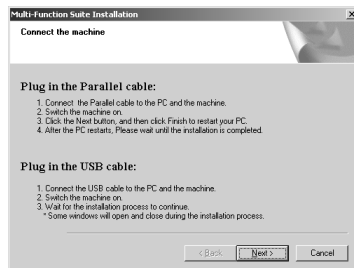 Multi-Function Suite Installation
Connect the machine
Plug in the Parallel cable:
1. Connect the Parallel cable to the PC and the machine.
2. Switch the machine on.
3. Click the Next button, and then click Finish to restart your PC.
4. After the PC restarts, Please wait until the installation is completed.
Plug in the USB cable:
1. Connect the USB cable to the PC and the machine.
2. Switch the machine on.
3. Wait for the installation process to continue.
* Some windows will open and close during the installation process.
< Back Next > Cancel